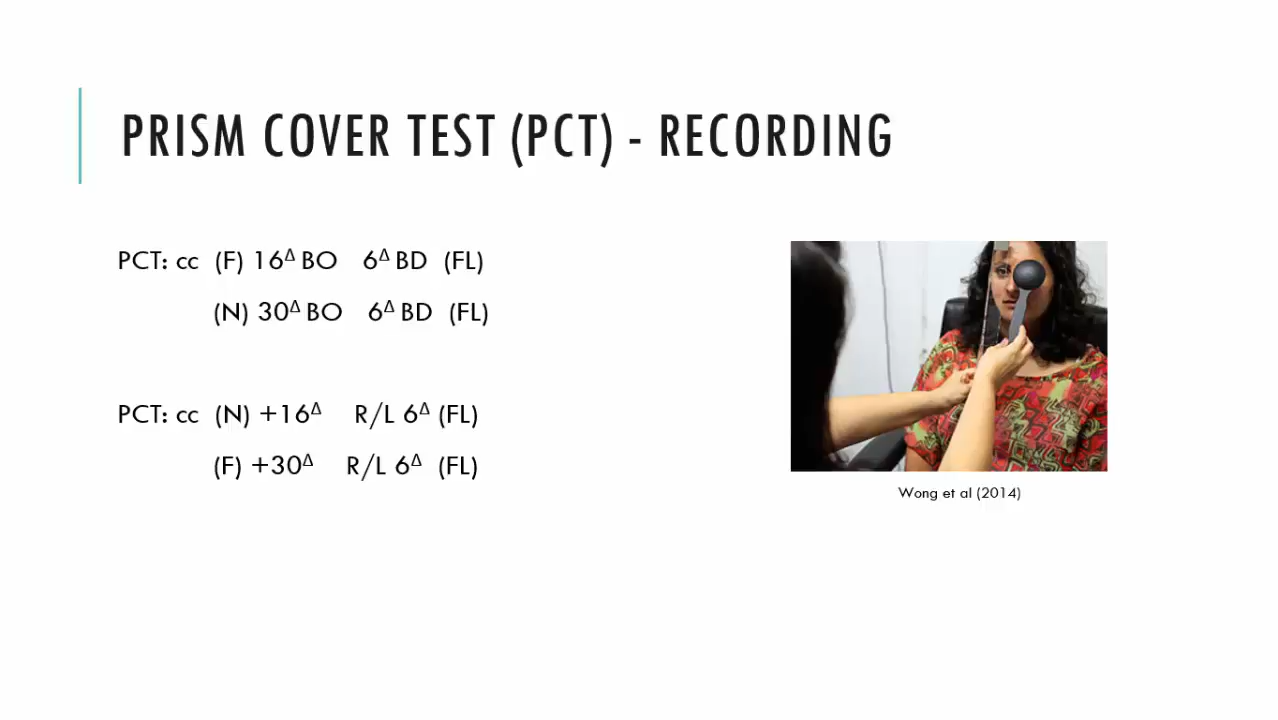 PRISM COVER TEST (PCT) - RECORDING
PCT: cc (F) 16Δ BO 6Δ BD (FL)
(N) 30Δ BO 6Δ BD (FL)
PCT: cc (N) +16Δ R/L 6Δ (FL)
(F) +30Δ R/L 6Δ (FL)
Wong et al (2014)